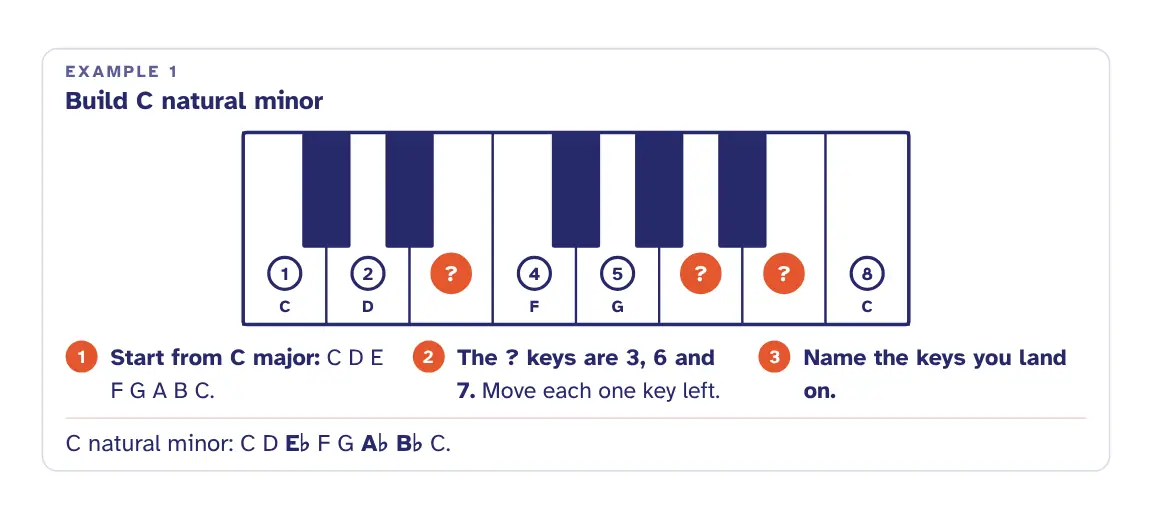 EXAMPLE 1
Build C natural minor
1 2 ? 4 5 ? ? 8
C D F G C
1 Start from C major: C D E
F G A B C.
2 The ? keys are 3, 6 and
7. Move each one key left.
3 Name the keys you land
on.
C natural minor: C D E♭ F G A♭ B♭ C.